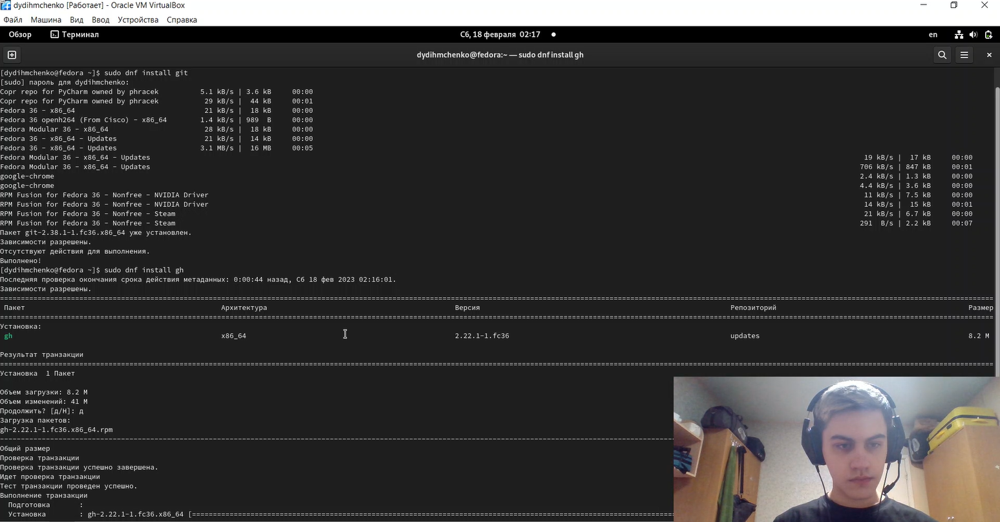 dydihmchenko [Работает] - Oracle VM VirtualBox
Файл Машина Вид Ввод Устройства Справка
Обзор Терминал Сб, 18 февраля 02:17 en
dydihmchenko@fedora:~ — sudo dnf install gh
[dydihmchenko@fedora ~]$ sudo dnf install git
[sudo] пароль для dydihmchenko:
Copr repo for PyCharm owned by phracek 5.1 kB/s | 3.6 kB 00:00
Copr repo for PyCharm owned by phracek 29 kB/s | 44 kB 00:01
Fedora 36 - x86_64 21 kB/s | 18 kB 00:00
Fedora 36 openh264 (From Cisco) - x86_64 1.4 kB/s | 989 B 00:00
Fedora Modular 36 - x86_64 28 kB/s | 18 kB 00:00
Fedora 36 - x86_64 - Updates 21 kB/s | 14 kB 00:00
Fedora 36 - x86_64 - Updates 3.1 MB/s | 16 MB 00:05
Fedora Modular 36 - x86_64 - Updates 19 kB/s | 17 kB 00:00
Fedora Modular 36 - x86_64 - Updates 706 kB/s | 847 kB 00:01
google-chrome 2.4 kB/s | 1.3 kB 00:00
google-chrome 4.4 kB/s | 3.6 kB 00:00
RPM Fusion for Fedora 36 - Nonfree - NVIDIA Driver 11 kB/s | 7.5 kB 00:00
RPM Fusion for Fedora 36 - Nonfree - NVIDIA Driver 14 kB/s | 15 kB 00:01
RPM Fusion for Fedora 36 - Nonfree - Steam 21 kB/s | 6.7 kB 00:00
RPM Fusion for Fedora 36 - Nonfree - Steam 291 B/s | 2.2 kB 00:07
Пакет git-2.38.1-1.fc36.x86_64 уже установлен.
Зависимости разрешены.
Отсутствуют действия для выполнения.
Выполнено!
[dydihmchenko@fedora ~]$ sudo dnf install gh
Последняя проверка окончания срока действия метаданных: 0:00:44 назад, Сб 18 фев 2023 02:16:01.
Зависимости разрешены.
Пакет Архитектура Версия Репозиторий Размер
Установка:
gh x86_64 2.22.1-1.fc36 updates 8.2 M
Результат транзакции
Установка 1 Пакет
Объем загрузки: 8.2 M
Объем изменений: 41 M
Продолжить? [д/Н]: д
Загрузка пакетов:
gh-2.22.1-1.fc36.x86_64.rpm
Общий размер
Проверка транзакции
Проверка транзакции успешно завершена.
Идет проверка транзакции
Тест транзакции проведен успешно.
Выполнение транзакции
Подготовка :
Установка : gh-2.22.1-1.fc36.x86_64 [=